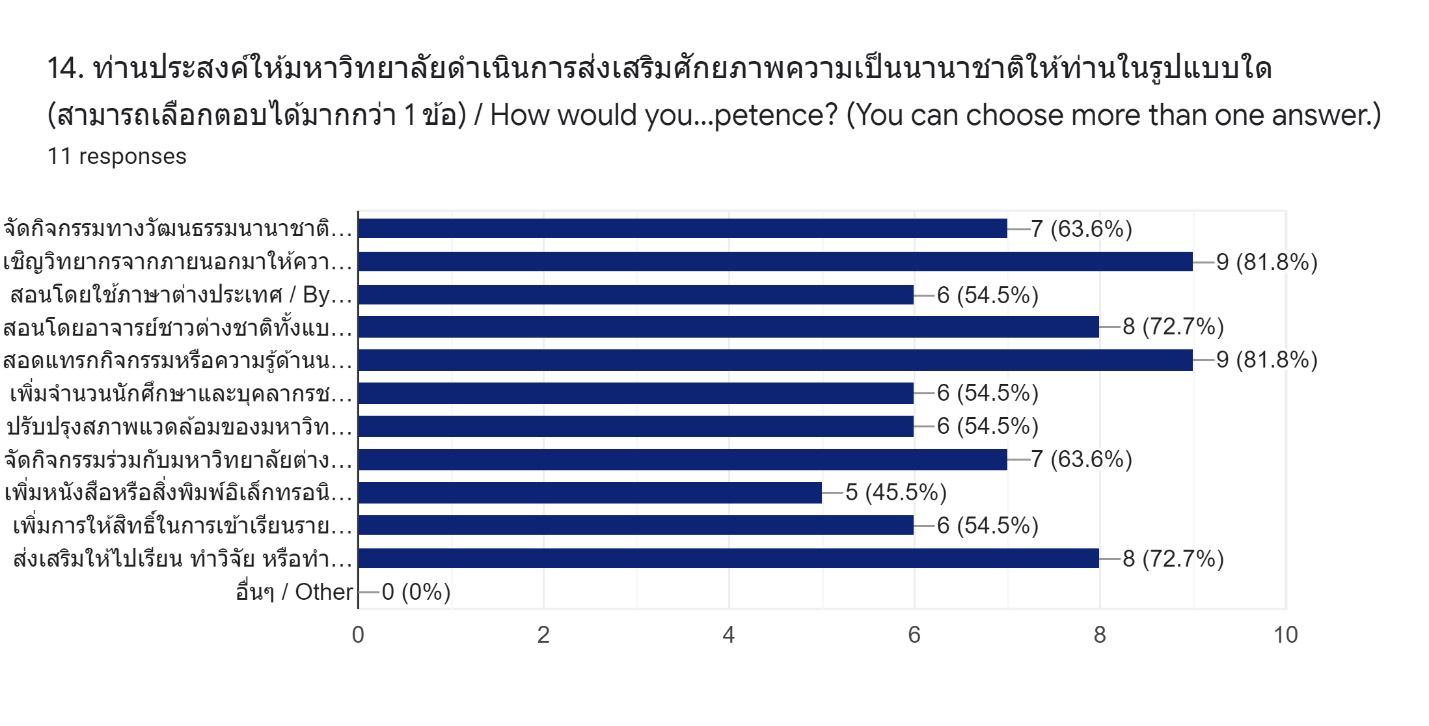 14. ท่านประสงค์ให้มหาวิทยาลัยดำเนินการส่งเสริมศักยภาพความเป็นนานาชาติให้ท่านในรูปแบบใด
(สามารถเลือกตอบได้มากกว่า 1 ข้อ) / How would you...petence? (You can choose more than one answer.)
11 responses
จัดกิจกรรมทางวัฒนธรรมนานาชาติ… 7 (63.6%)
เชิญวิทยากรจากภายนอกมาให้ควา… 9 (81.8%)
สอนโดยใช้ภาษาต่างประเทศ / By… 6 (54.5%)
สอนโดยอาจารย์ชาวต่างชาติทั้งแบ… 8 (72.7%)
สอดแทรกกิจกรรมหรือความรู้ด้านน… 9 (81.8%)
เพิ่มจำนวนนักศึกษาและบุคลากรช… 6 (54.5%)
ปรับปรุงสภาพแวดล้อมของมหาวิท… 6 (54.5%)
จัดกิจกรรมร่วมกับมหาวิทยาลัยต่าง… 7 (63.6%)
เพิ่มหนังสือหรือสิ่งพิมพ์อิเล็กทรอนิ… 5 (45.5%)
เพิ่มการให้สิทธิ์ในการเข้าเรียนราย… 6 (54.5%)
ส่งเสริมให้ไปเรียน ทำวิจัย หรือทำ… 8 (72.7%)
อื่นๆ / Other 0 (0%)
0 2 4 6 8 10